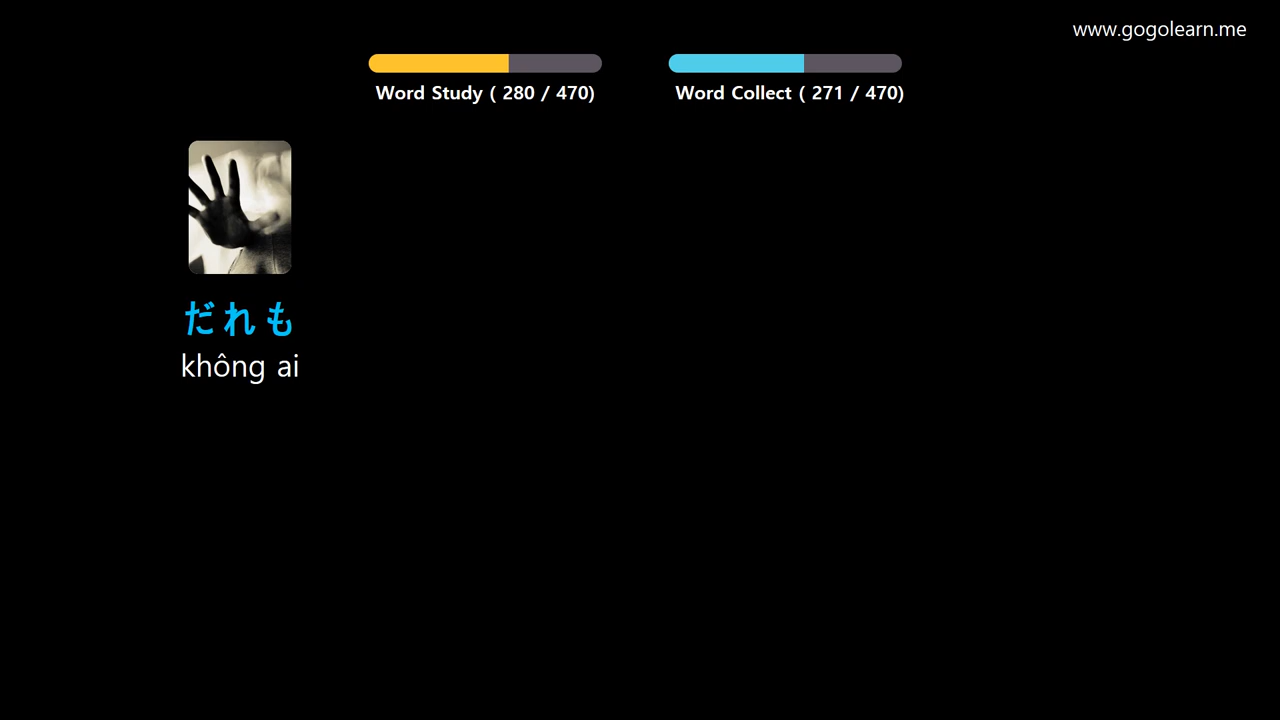 www.gogolearn.me
Word Study ( 280 / 470)
Word Collect ( 271 / 470)
だれも
không ai